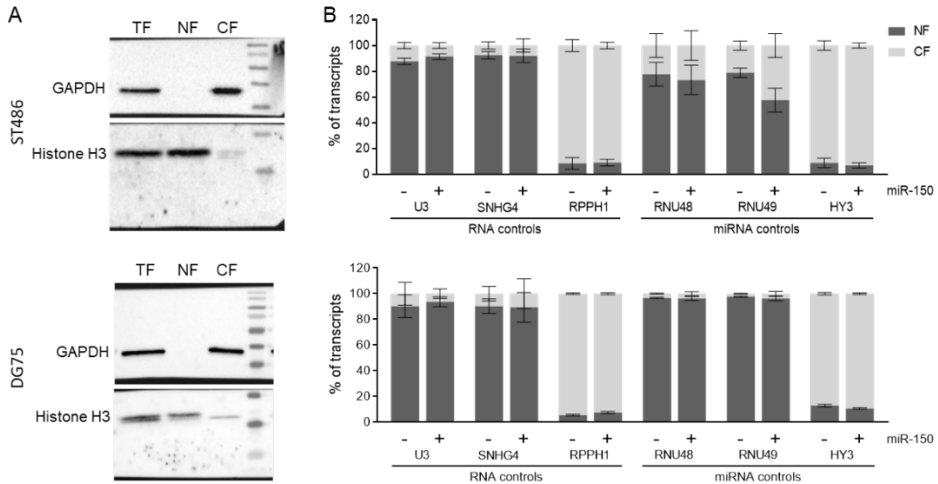 A
TF NF CF
GAPDH
Histone H3
ST486
TF NF CF
GAPDH
Histone H3
DG75
B
NF
CF
% of transcripts
120
100
80
60
40
20
0
- + - + - + - + - + - + miR-150
U3 SNHG4 RPPH1 RNU48 RNU49 HY3
RNA controls miRNA controls
% of transcripts
120
100
80
60
40
20
0
- + - + - + - + - + - + miR-150
U3 SNHG4 RPPH1 RNU48 RNU49 HY3
RNA controls miRNA controls